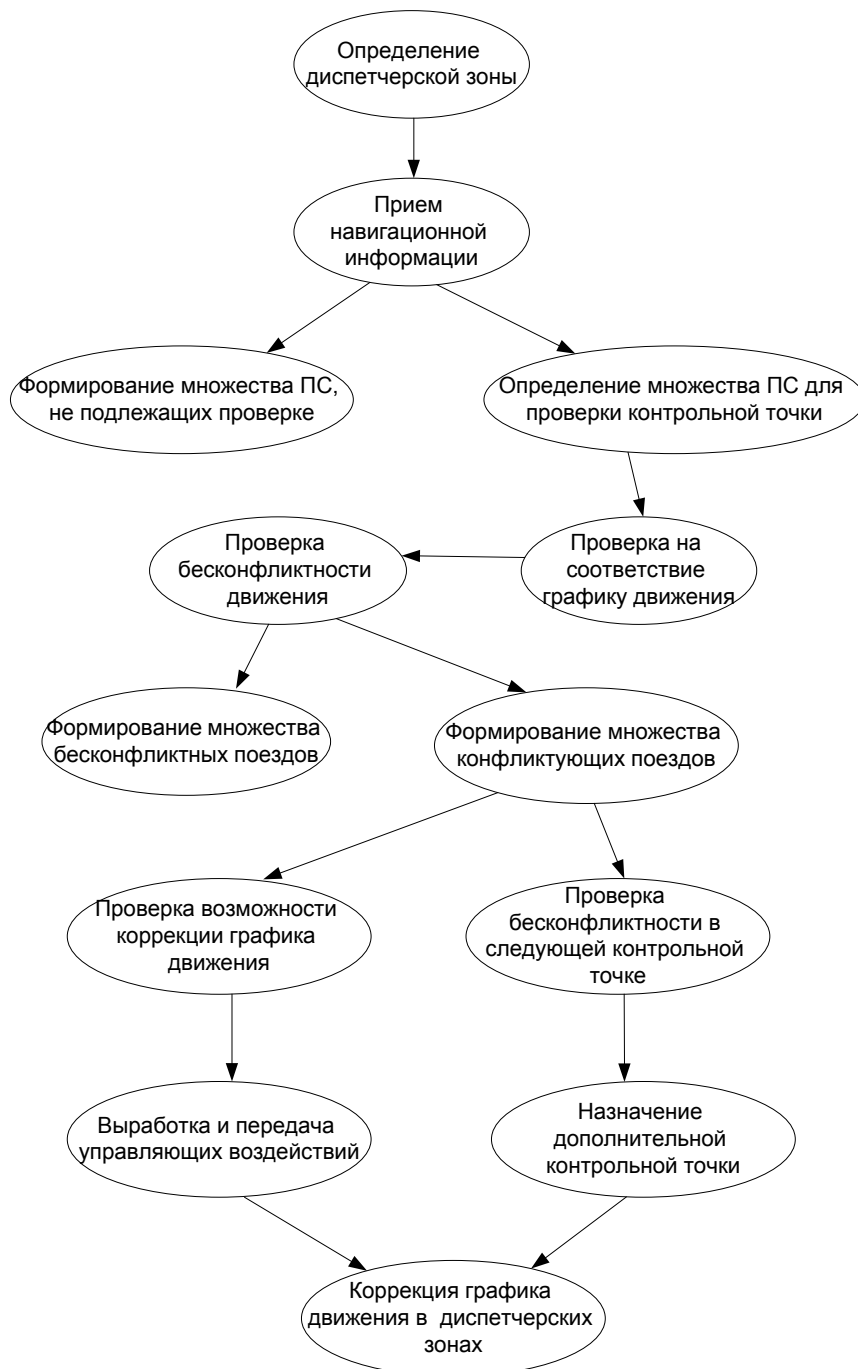 Определение
диспетчерской зоны
Прием
навигационной
информации
Формирование множества ПС,
не подлежащих проверке
Определение множества ПС для
проверки контрольной точки
Проверка
бесконфликтности
движения
Проверка на
соответствие
графику движения
Формирование множества
бесконфликтных поездов
Формирование множества
конфликтующих поездов
Проверка возможности
коррекции графика
движения
Проверка
бесконфликтности в
следующей контрольной
точке
Выработка и передача
управляющих воздействий
Назначение
дополнительной
контрольной точки
Коррекция графика
движения в диспетчерских
зонах